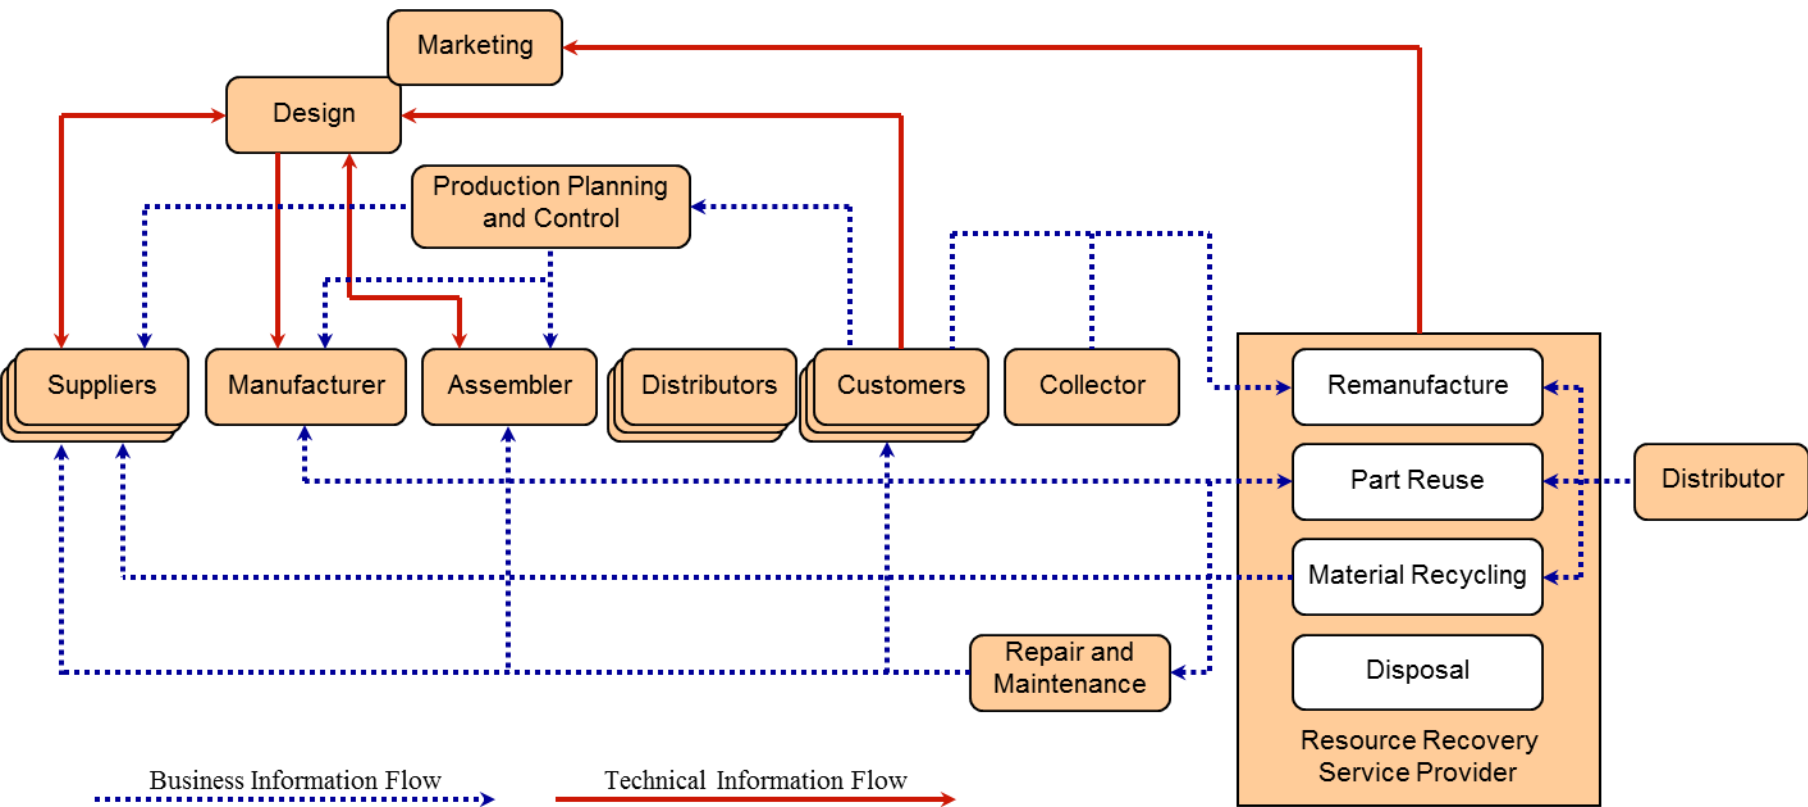 Marketing
Design
Production Planning
and Control
Suppliers
Manufacturer
Assembler
Distributors
Customers
Collector
Remanufacture
Part Reuse
Distributor
Material Recycling
Repair and
Maintenance
Disposal
Resource Recovery
Service Provider
Business Information Flow
Technical Information Flow